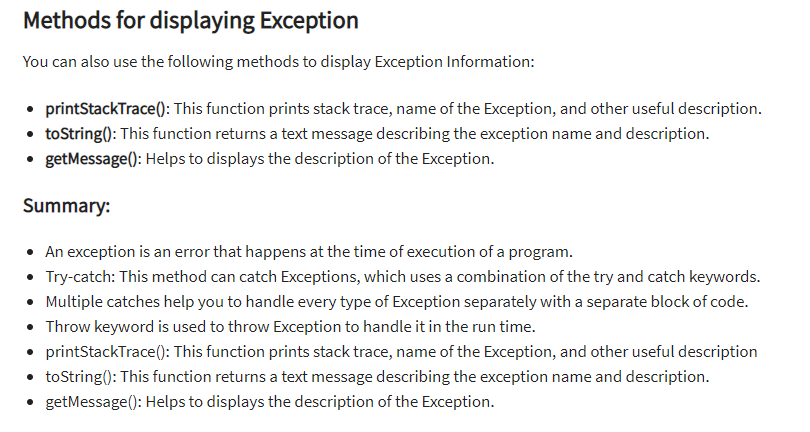 Methods for displaying Exception
You can also use the following methods to display Exception Information:
• printStackTrace(): This function prints stack trace, name of the Exception, and other useful description.
• toString(): This function returns a text message describing the exception name and description.
• getMessage(): Helps to displays the description of the Exception.
Summary:
• An exception is an error that happens at the time of execution of a program.
• Try-catch: This method can catch Exceptions, which uses a combination of the try and catch keywords.
• Multiple catches help you to handle every type of Exception separately with a separate block of code.
• Throw keyword is used to throw Exception to handle it in the run time.
• printStackTrace(): This function prints stack trace, name of the Exception, and other useful description
• toString(): This function returns a text message describing the exception name and description.
• getMessage(): Helps to displays the description of the Exception.